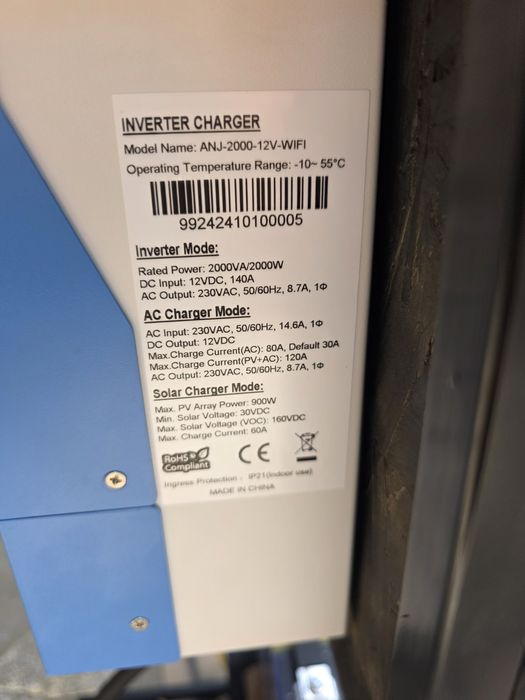 INVERTER CHARGER
Model Name: ANJ-2000-12V-WIFI
Operating Temperature Range: -10~ 55°C
99242410100005
Inverter Mode:
Rated Power: 2000VA/2000W
DC Input: 12VDC, 140A
AC Output: 230VAC, 50/60Hz, 8.7A, 1Φ
AC Charger Mode:
AC Input: 230VAC, 50/60Hz, 14.6A, 1Φ
DC Output: 12VDC
Max.Charge Current(AC): 80A, Default 30A
Max.Charge Current(PV+AC): 120A
AC Output: 230VAC, 50/60Hz, 8.7A, 1Φ
Solar Charger Mode:
Max. PV Array Power: 900W
Min. Solar Voltage: 30VDC
Max. Solar Voltage (VOC): 160VDC
Max. Charge Current: 60A
RoHS
Compliant
CE
Ingress Protection : IP21(Indoor use)
MADE IN CHINA